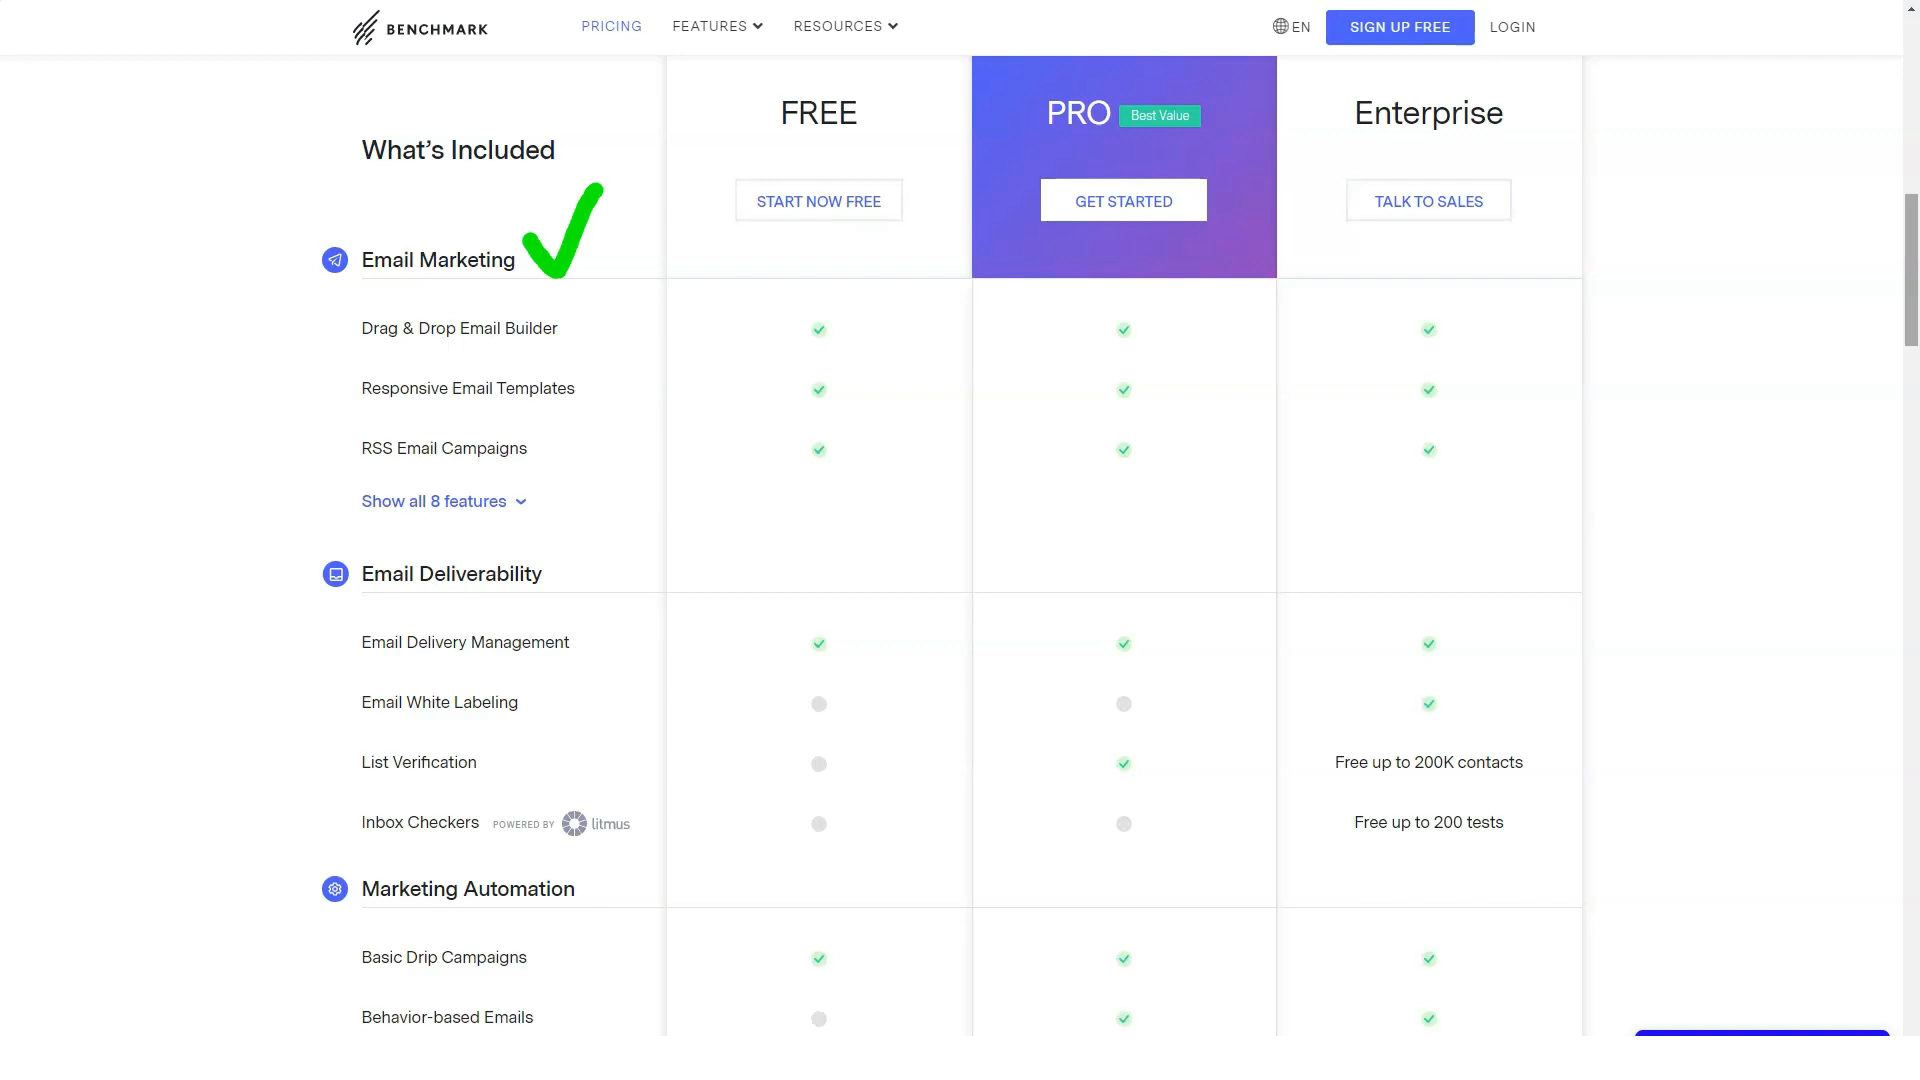 BENCHMARK PRICING FEATURES RESOURCES EN SIGN UP FREE LOGIN
What's Included FREE PRO Best Value Enterprise
START NOW FREE GET STARTED TALK TO SALES
Email Marketing
Drag & Drop Email Builder
Responsive Email Templates
RSS Email Campaigns
Show all 8 features
Email Deliverability
Email Delivery Management
Email White Labeling
List Verification Free up to 200K contacts
Inbox Checkers POWERED BY litmus Free up to 200 tests
Marketing Automation
Basic Drip Campaigns
Behavior-based Emails